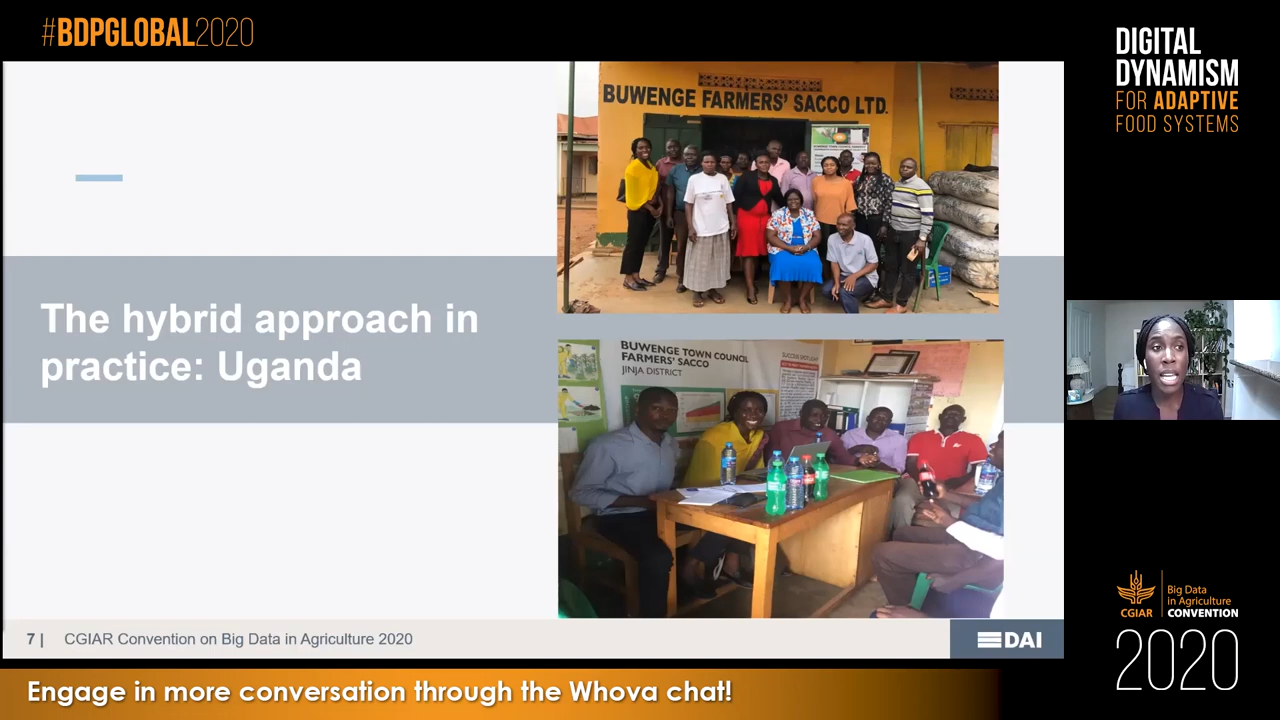 #BDPGLOBAL2020
DIGITAL
DYNAMISM
FOR ADAPTIVE
FOOD SYSTEMS
BUWENGE FARMERS' SACCO LTD.
The hybrid approach in
practice: Uganda
BUWENGE TOWN COUNCIL
FARMERS' SACCO
JINJA DISTRICT
7 | CGIAR Convention on Big Data in Agriculture 2020
DAI
CGIAR
Big Data
in Agriculture
CONVENTION
2020
Engage in more conversation through the Whova chat!